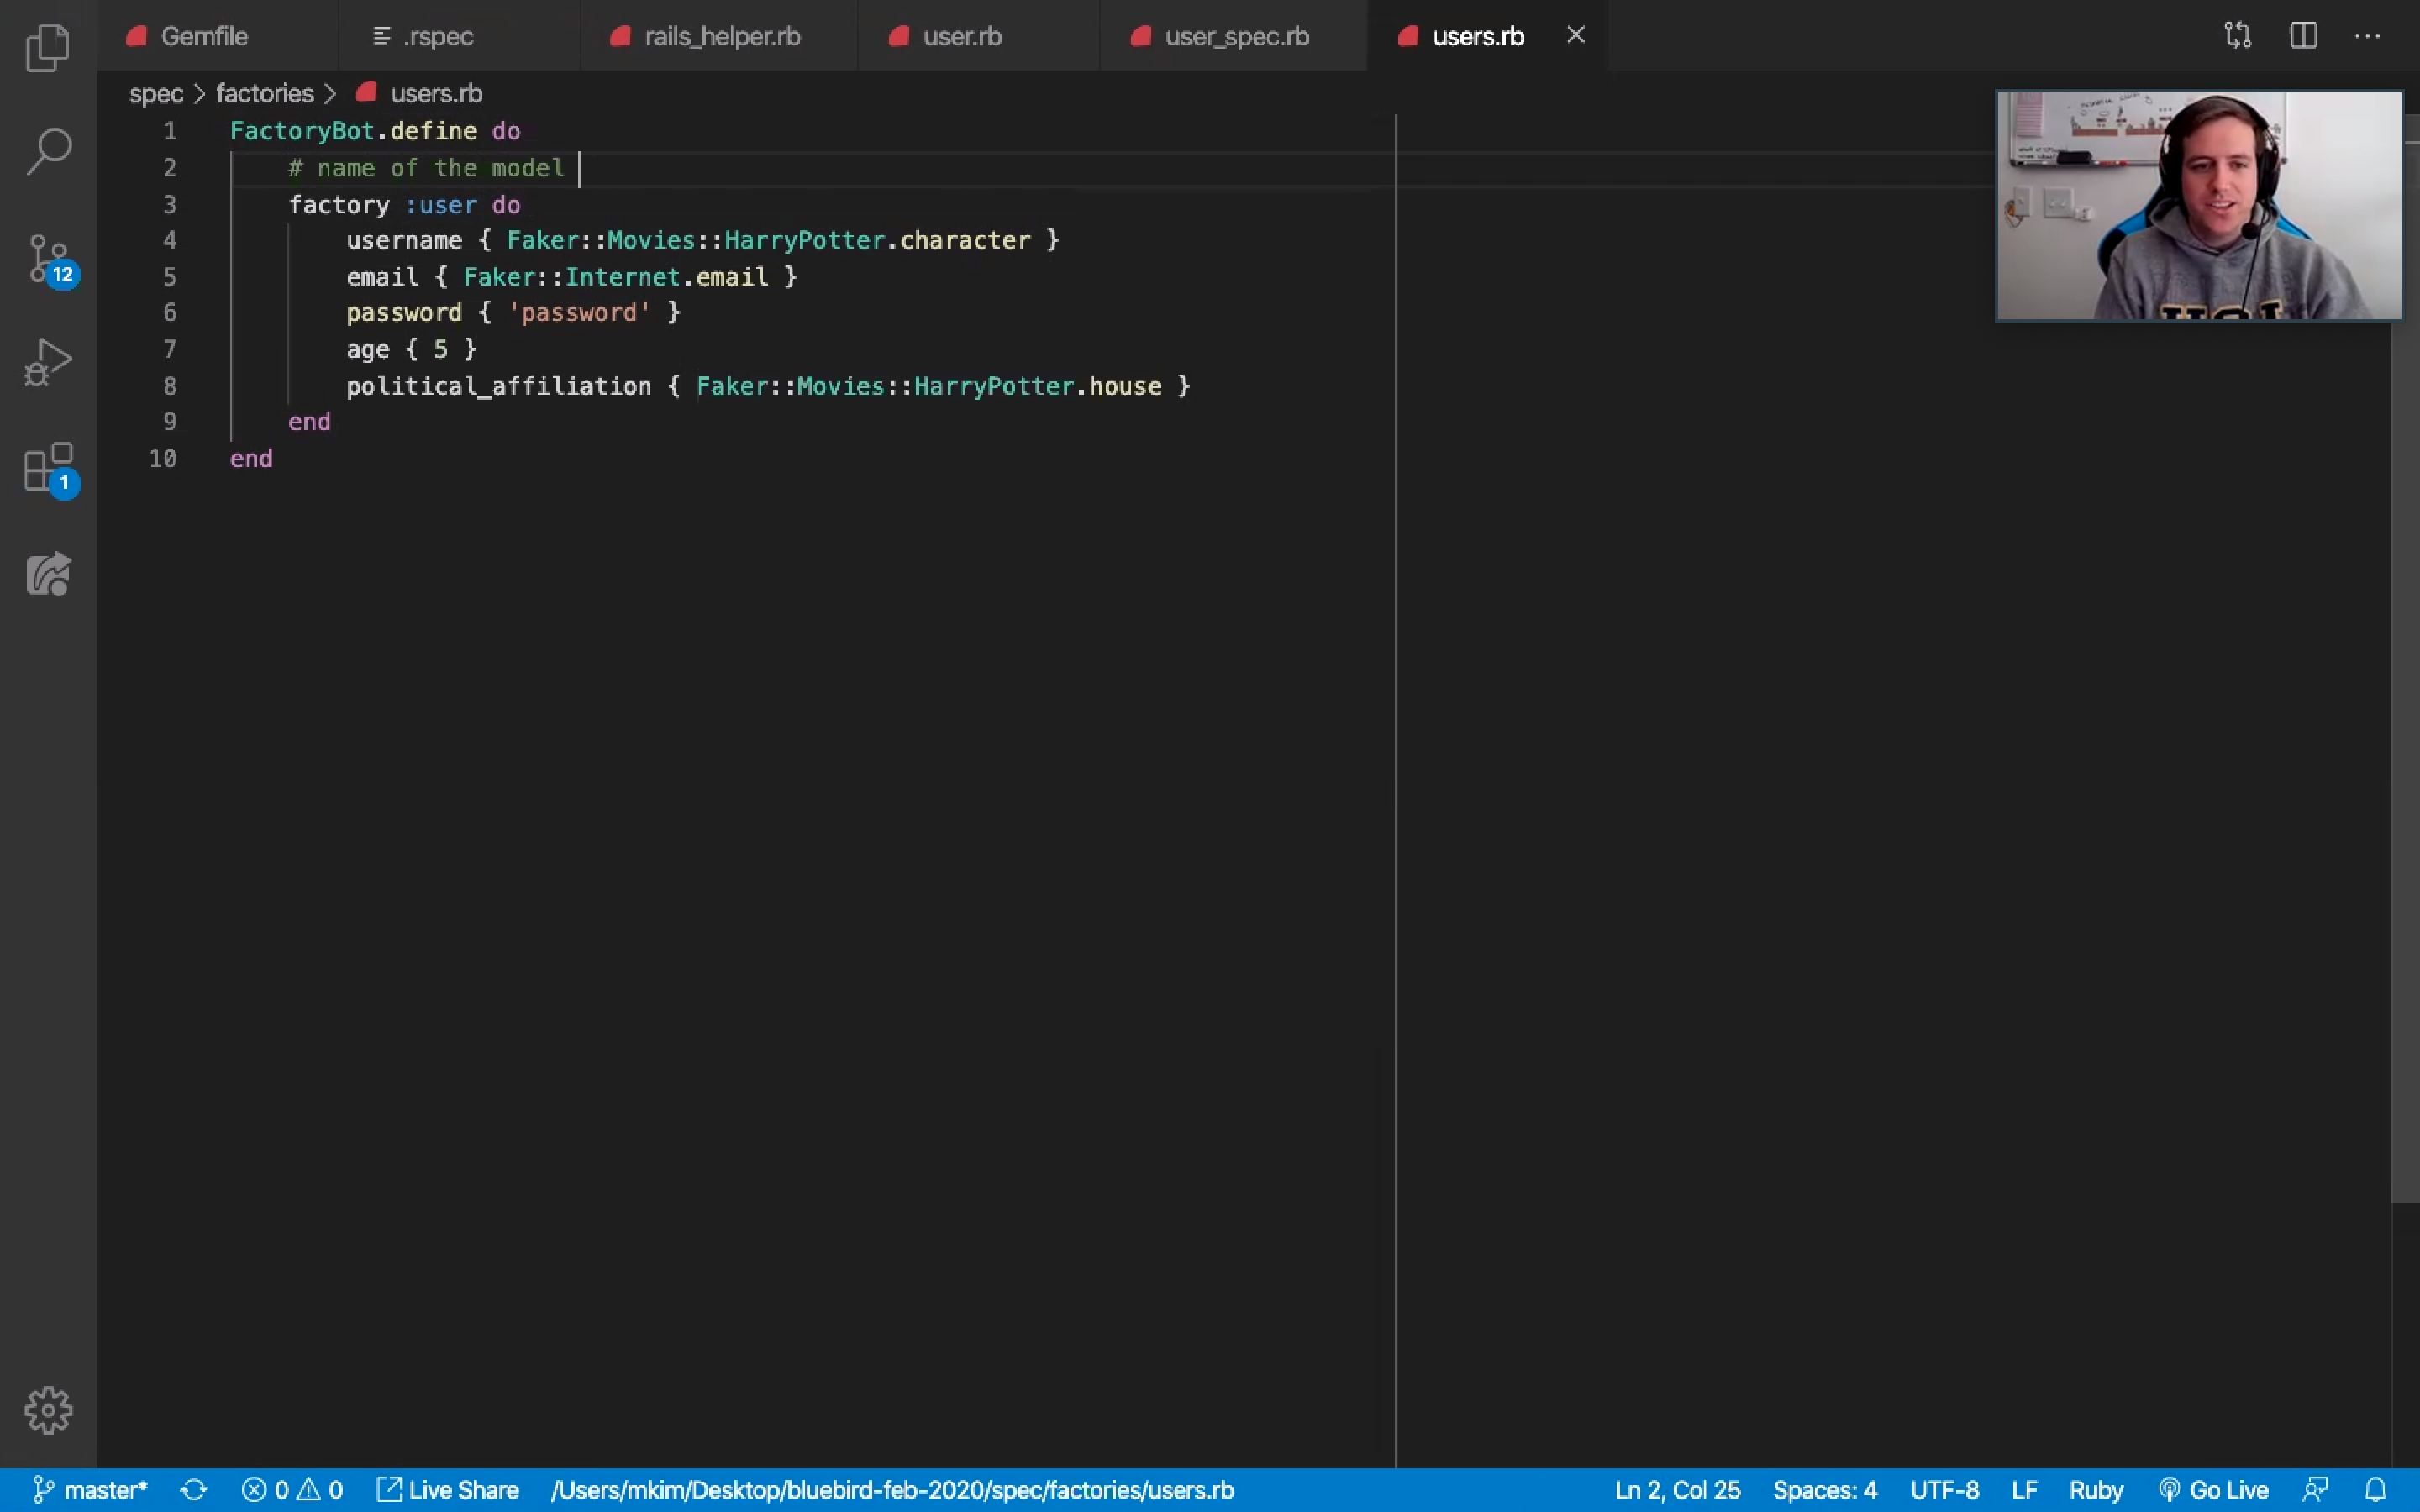 Gemfile .rspec rails_helper.rb user.rb user_spec.rb users.rb
spec > factories > users.rb
1 FactoryBot.define do
2 # name of the model
3 factory :user do
4 username { Faker::Movies::HarryPotter.character }
5 email { Faker::Internet.email }
6 password { 'password' }
7 age { 5 }
8 political_affiliation { Faker::Movies::HarryPotter.house }
9 end
10 end
12
1
master* 0 0 Live Share /Users/mkim/Desktop/bluebird-feb-2020/spec/factories/users.rb Ln 2, Col 25 Spaces: 4 UTF-8 LF Ruby Go Live